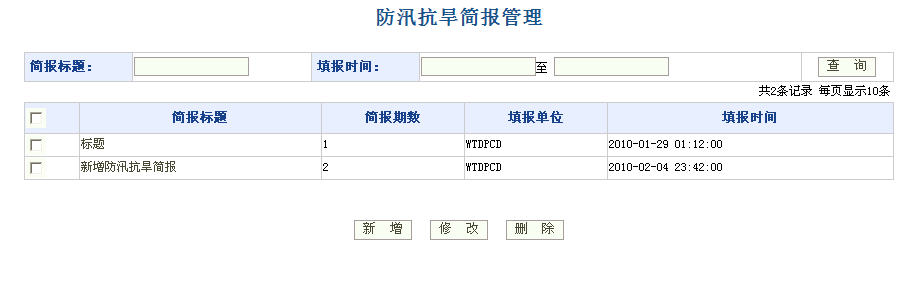 防汛抗旱简报管理
简报标题： 填报时间： 至 查 询
共2条记录 每页显示10条
简报标题 简报期数 填报单位 填报时间
标题 1 WTDPCD 2010-01-29 01:12:00
新增防汛抗旱简报 2 WTDPCD 2010-02-04 23:42:00
新 增 修 改 删 除